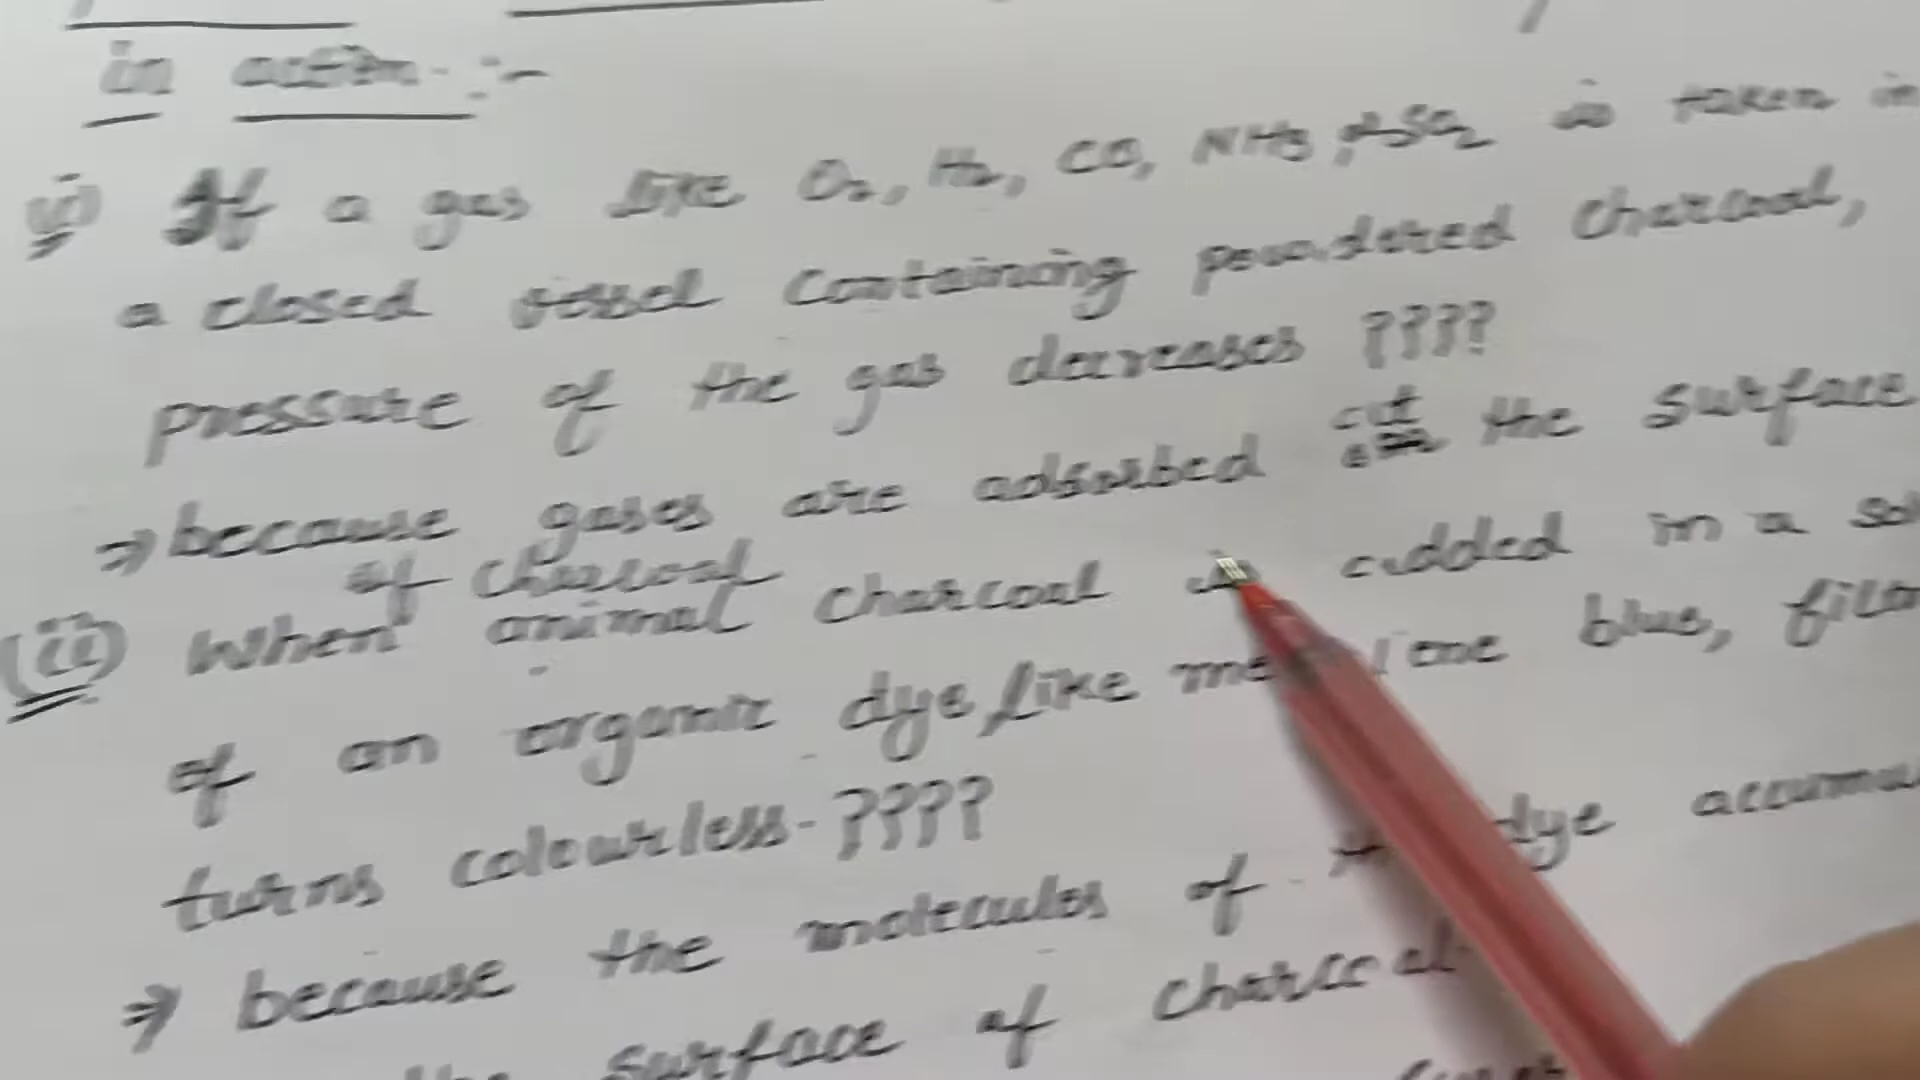 in action :-
(i) If a gas like O2, H2, CO, NH3, or SO2 is taken in
a closed vessel containing powdered charcoal,
pressure of the gas decreases ????
⇒ because gases are adsorbed at the surface
of charcoal
(ii) When animal charcoal is added in a
of an organic dye, like blue,
turns colourless - ????
⇒ because the molecules of dye
surface of charcoal